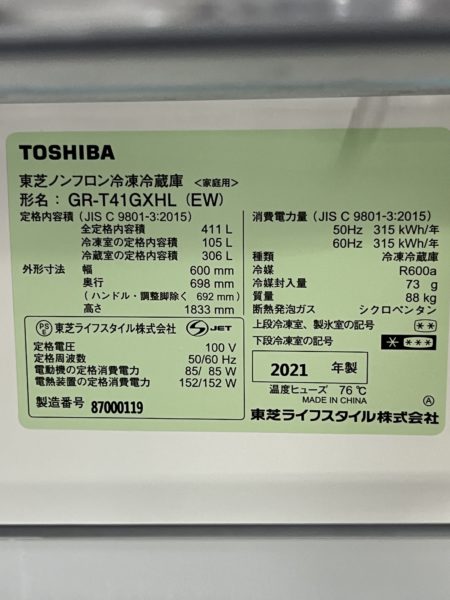 TOSHIBA
東芝ノンフロン冷凍冷蔵庫 <家庭用>
形名： GR-T41GXHL (EW)
定格内容積 (JIS C 9801-3:2015)
全定格内容積 411 L
冷凍室の定格内容積 105 L
冷蔵室の定格内容積 306 L
外形寸法 幅 600 mm
奥行 698 mm
(ハンドル・調整脚除く 692 mm)
高さ 1833 mm
PS E 東芝ライフスタイル株式会社 S JET
定格電圧 100 V
定格周波数 50/60 Hz
電動機の定格消費電力 85/ 85 W
電熱装置の定格消費電力 152/152 W
製造番号 87000119
消費電力量 (JIS C 9801-3:2015)
50Hz 315 kWh/年
60Hz 315 kWh/年
種類 冷凍冷蔵庫
冷媒 R600a
冷媒封入量 73 g
質量 88 kg
断熱発泡ガス シクロペンタン
上段冷凍室、製氷室の記号 **
下段冷凍室の記号 * ***
2021 年製
温度ヒューズ 76℃
MADE IN CHINA Ⓐ
東芝ライフスタイル株式会社